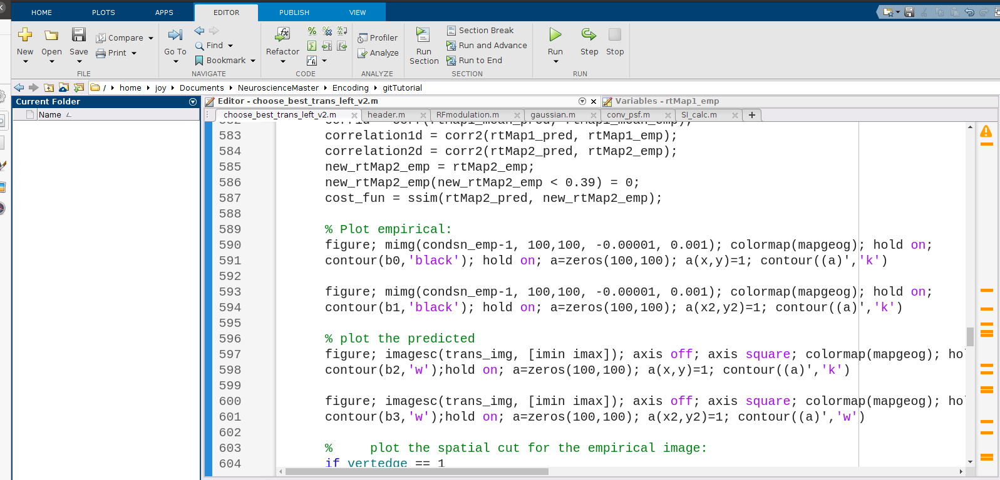 HOME PLOTS APPS EDITOR PUBLISH VIEW
New Open Save Compare Print
FILE
Go To Find Bookmark
NAVIGATE
Refactor
CODE
Profiler Analyze
ANALYZE
Run Section Section Break Run and Advance Run to End
SECTION
Run Step Stop
RUN
/ home joy Documents NeuroscienceMaster Encoding gitTutorial
Current Folder
Name
Editor - choose_best_trans_left_v2.m Variables - rtMap1_emp
choose_best_trans_left_v2.m header.m RFmodulation.m gaussian.m conv_psf.m SI_calc.m +
583 correlation1d = corr2(rtMap1_pred, rtMap1_emp);
584 correlation2d = corr2(rtMap2_pred, rtMap2_emp);
585 new_rtMap2_emp = rtMap2_emp;
586 new_rtMap2_emp(new_rtMap2_emp < 0.39) = 0;
587 cost_fun = ssim(rtMap2_pred, new_rtMap2_emp);
588
589 % Plot empirical:
590 figure; mimg(condsn_emp-1, 100,100, -0.00001, 0.001); colormap(mapgeog); hold on;
591 contour(b0,'black'); hold on; a=zeros(100,100); a(x,y)=1; contour((a)','k')
592
593 figure; mimg(condsn_emp-1, 100,100, -0.00001, 0.001); colormap(mapgeog); hold on;
594 contour(b1,'black'); hold on; a=zeros(100,100); a(x2,y2)=1; contour((a)','k')
595
596 % plot the predicted
597 figure; imagesc(trans_img, [imin imax]); axis off; axis square; colormap(mapgeog); ho
598 contour(b2,'w');hold on; a=zeros(100,100); a(x,y)=1; contour((a)','k')
599
600 figure; imagesc(trans_img, [imin imax]); axis off; axis square; colormap(mapgeog); ho
601 contour(b3,'w');hold on; a=zeros(100,100); a(x2,y2)=1; contour((a)','w')
602
603 % plot the spatial cut for the empirical image:
604 if vertedge == 1